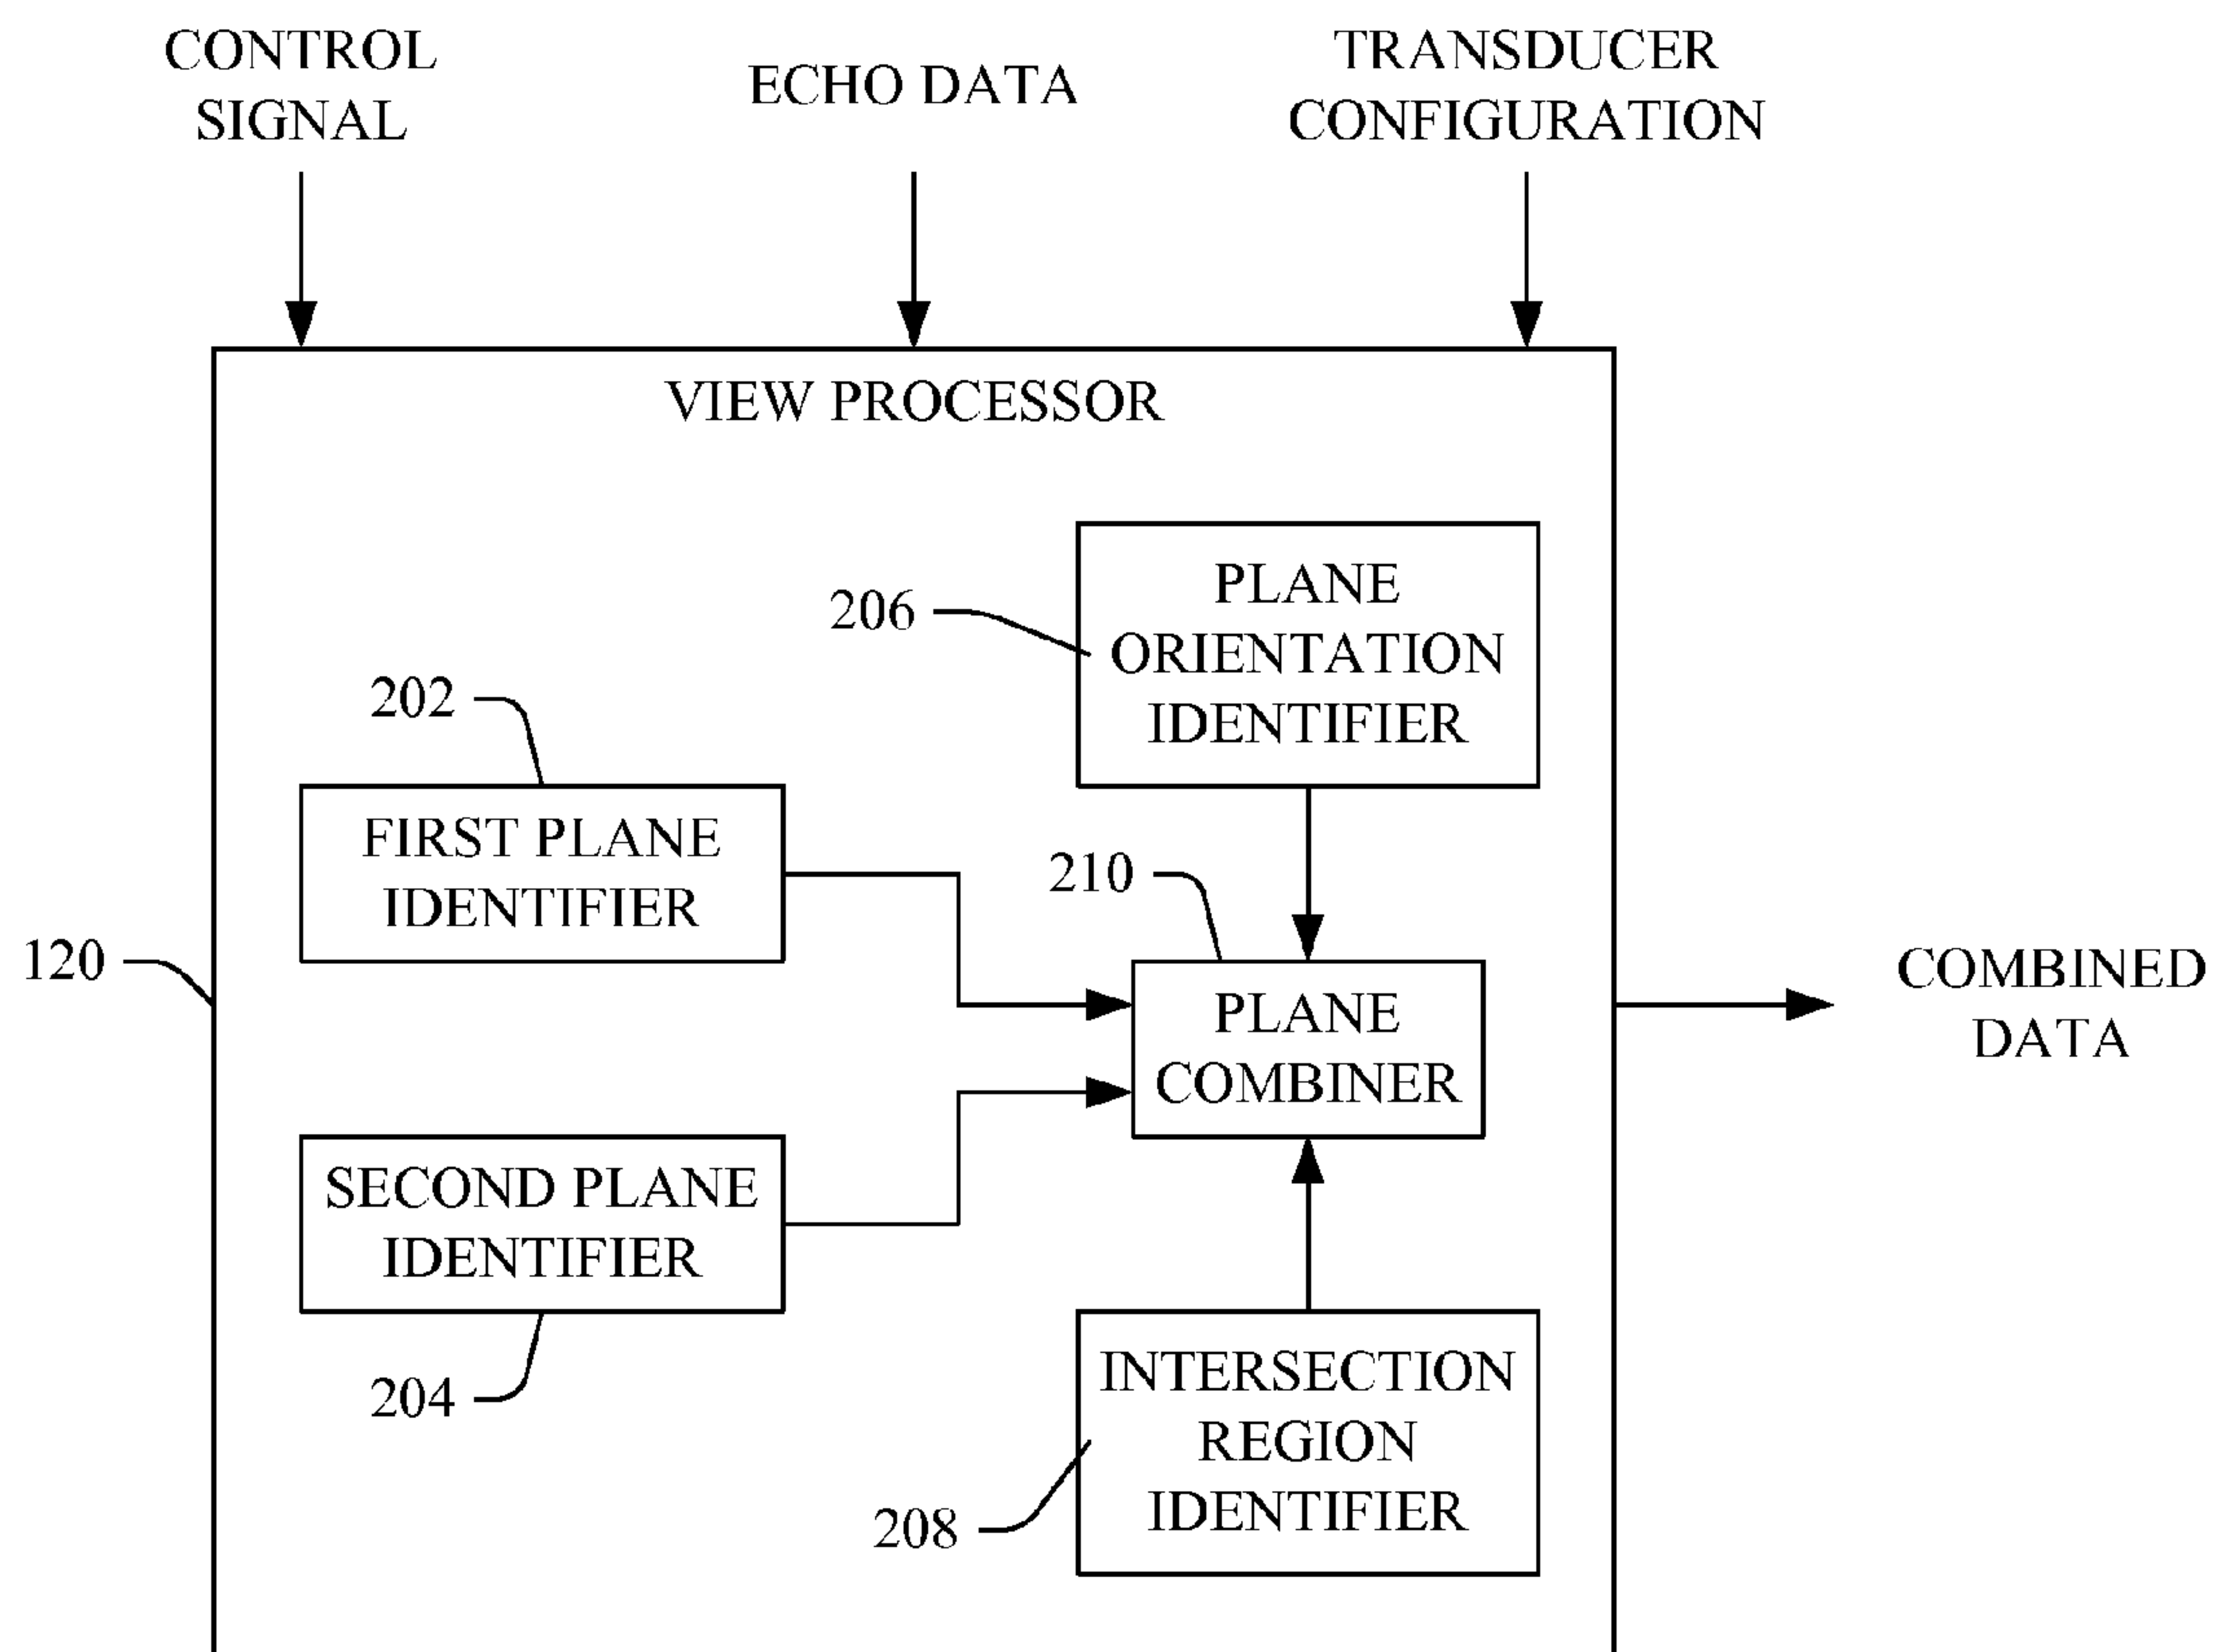 CONTROL
SIGNAL
ECHO DATA
TRANSDUCER
CONFIGURATION
VIEW PROCESSOR
206
PLANE
ORIENTATION
IDENTIFIER
202
FIRST PLANE
IDENTIFIER
210
120
PLANE
COMBINER
COMBINED
DATA
SECOND PLANE
IDENTIFIER
204
INTERSECTION
REGION
IDENTIFIER
208